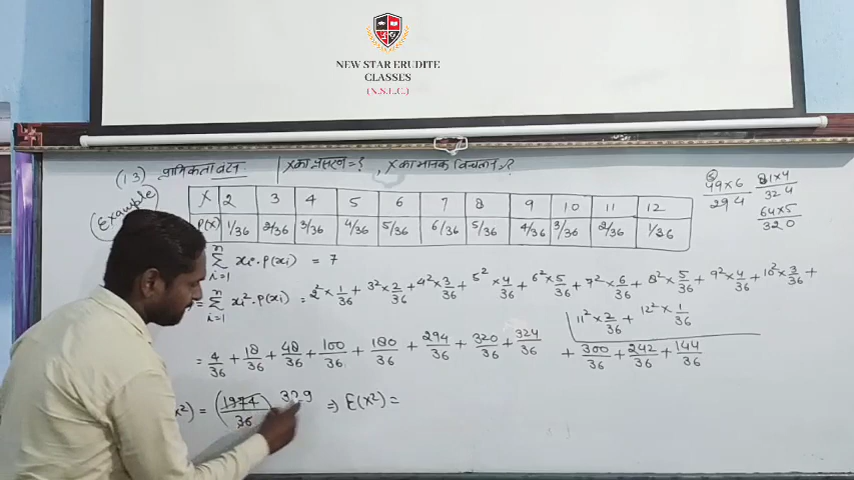 NEW STAR ERUDITE
CLASSES
(N.S.E.C.)
(13) प्रायिकता बंटन X का प्रसरण = ? , X का मानक विचलन = ?
(Example)
X 2 3 4 5 6 7 8 9 10 11 12
P(X) 1/36 2/36 3/36 4/36 5/36 6/36 5/36 4/36 3/36 2/36 1/36
49×6 81×4
294 324
64×5
320
n∑i=1 xi·P(xi) = 7
= n∑i=1 xi²·P(xi) = 2²×1/36 + 3²×2/36 + 4²×3/36 + 5²×4/36 + 6²×5/36 + 7²×6/36 + 8²×5/36 + 9²×4/36 + 10²×3/36 +
11²×2/36 + 12²×1/36
= 4/36 + 18/36 + 48/36 + 100/36 + 180/36 + 294/36 + 320/36 + 324/36 + 300/36 + 242/36 + 144/36
x²) = (1974/36) 329 ⇒ E(x²) =